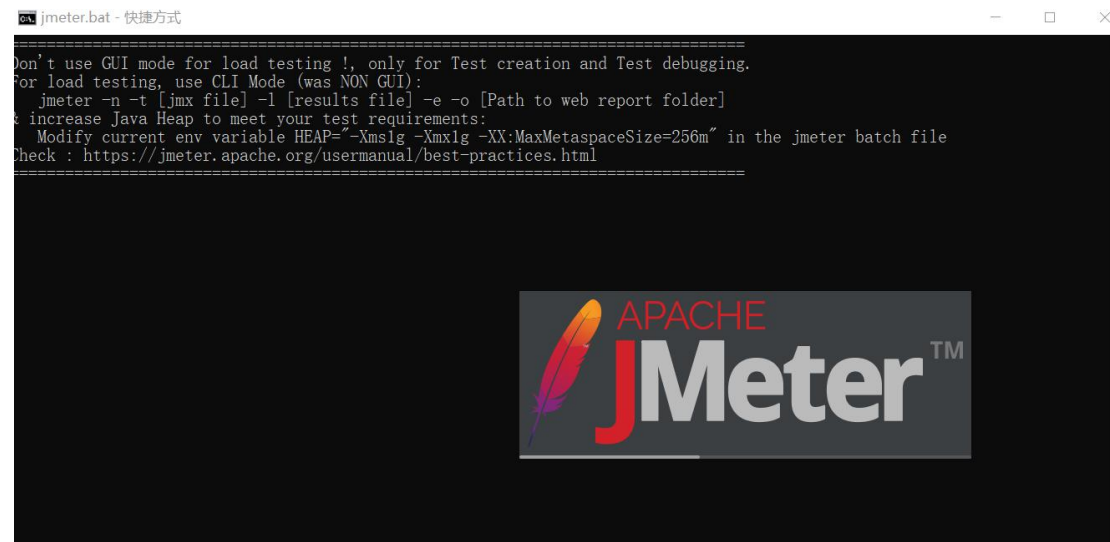 jmeter.bat - 快捷方式
================================================================================
Don't use GUI mode for load testing !, only for Test creation and Test debugging.
For load testing, use CLI Mode (was NON GUI):
   jmeter -n -t [jmx file] -l [results file] -e -o [Path to web report folder]
& increase Java Heap to meet your test requirements:
   Modify current env variable HEAP="-Xms1g -Xmx1g -XX:MaxMetaspaceSize=256m" in the jmeter batch file
Check : https://jmeter.apache.org/usermanual/best-practices.html
================================================================================
APACHE
JMeter™